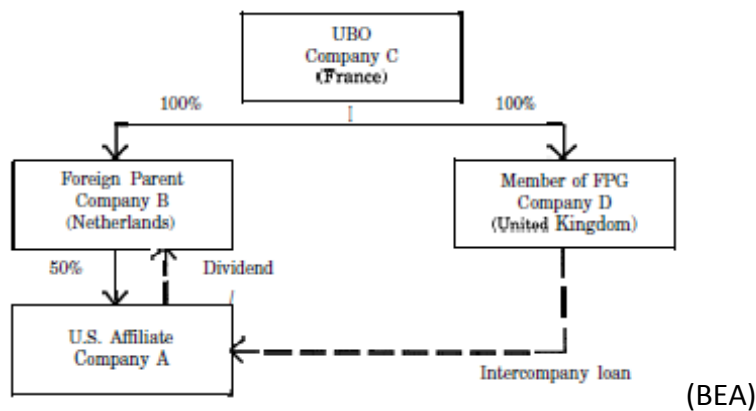 UBO
Company C
(France)
100%
100%
Foreign Parent
Company B
(Netherlands)
Member of FPG
Company D
(United Kingdom)
50%
Dividend
U.S. Affiliate
Company A
Intercompany loan
(BEA)